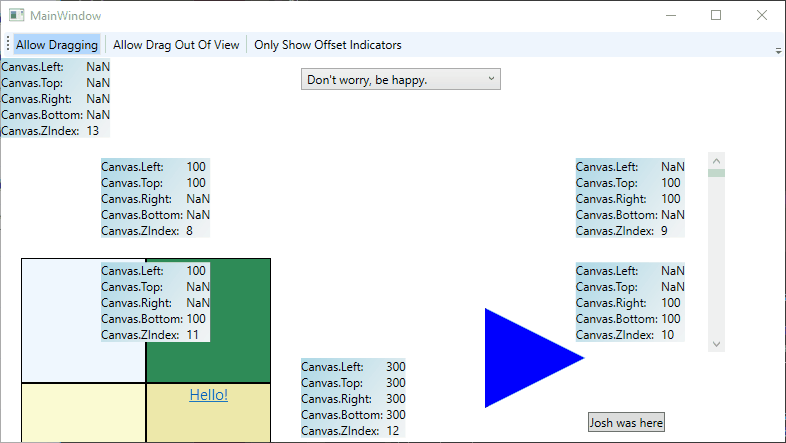 MainWindow
Allow Dragging Allow Drag Out Of View Only Show Offset Indicators
Canvas.Left: NaN
Canvas.Top: NaN
Canvas.Right: NaN
Canvas.Bottom: NaN
Canvas.ZIndex: 13
Don't worry, be happy.
Canvas.Left: 100
Canvas.Top: 100
Canvas.Right: NaN
Canvas.Bottom: NaN
Canvas.ZIndex: 8
Canvas.Left: NaN
Canvas.Top: 100
Canvas.Right: 100
Canvas.Bottom: NaN
Canvas.ZIndex: 9
Canvas.Left: 100
Canvas.Top: NaN
Canvas.Right: NaN
Canvas.Bottom: 100
Canvas.ZIndex: 11
Canvas.Left: NaN
Canvas.Top: NaN
Canvas.Right: 100
Canvas.Bottom: 100
Canvas.ZIndex: 10
Hello!
Canvas.Left: 300
Canvas.Top: 300
Canvas.Right: 300
Canvas.Bottom: 300
Canvas.ZIndex: 12
Josh was here